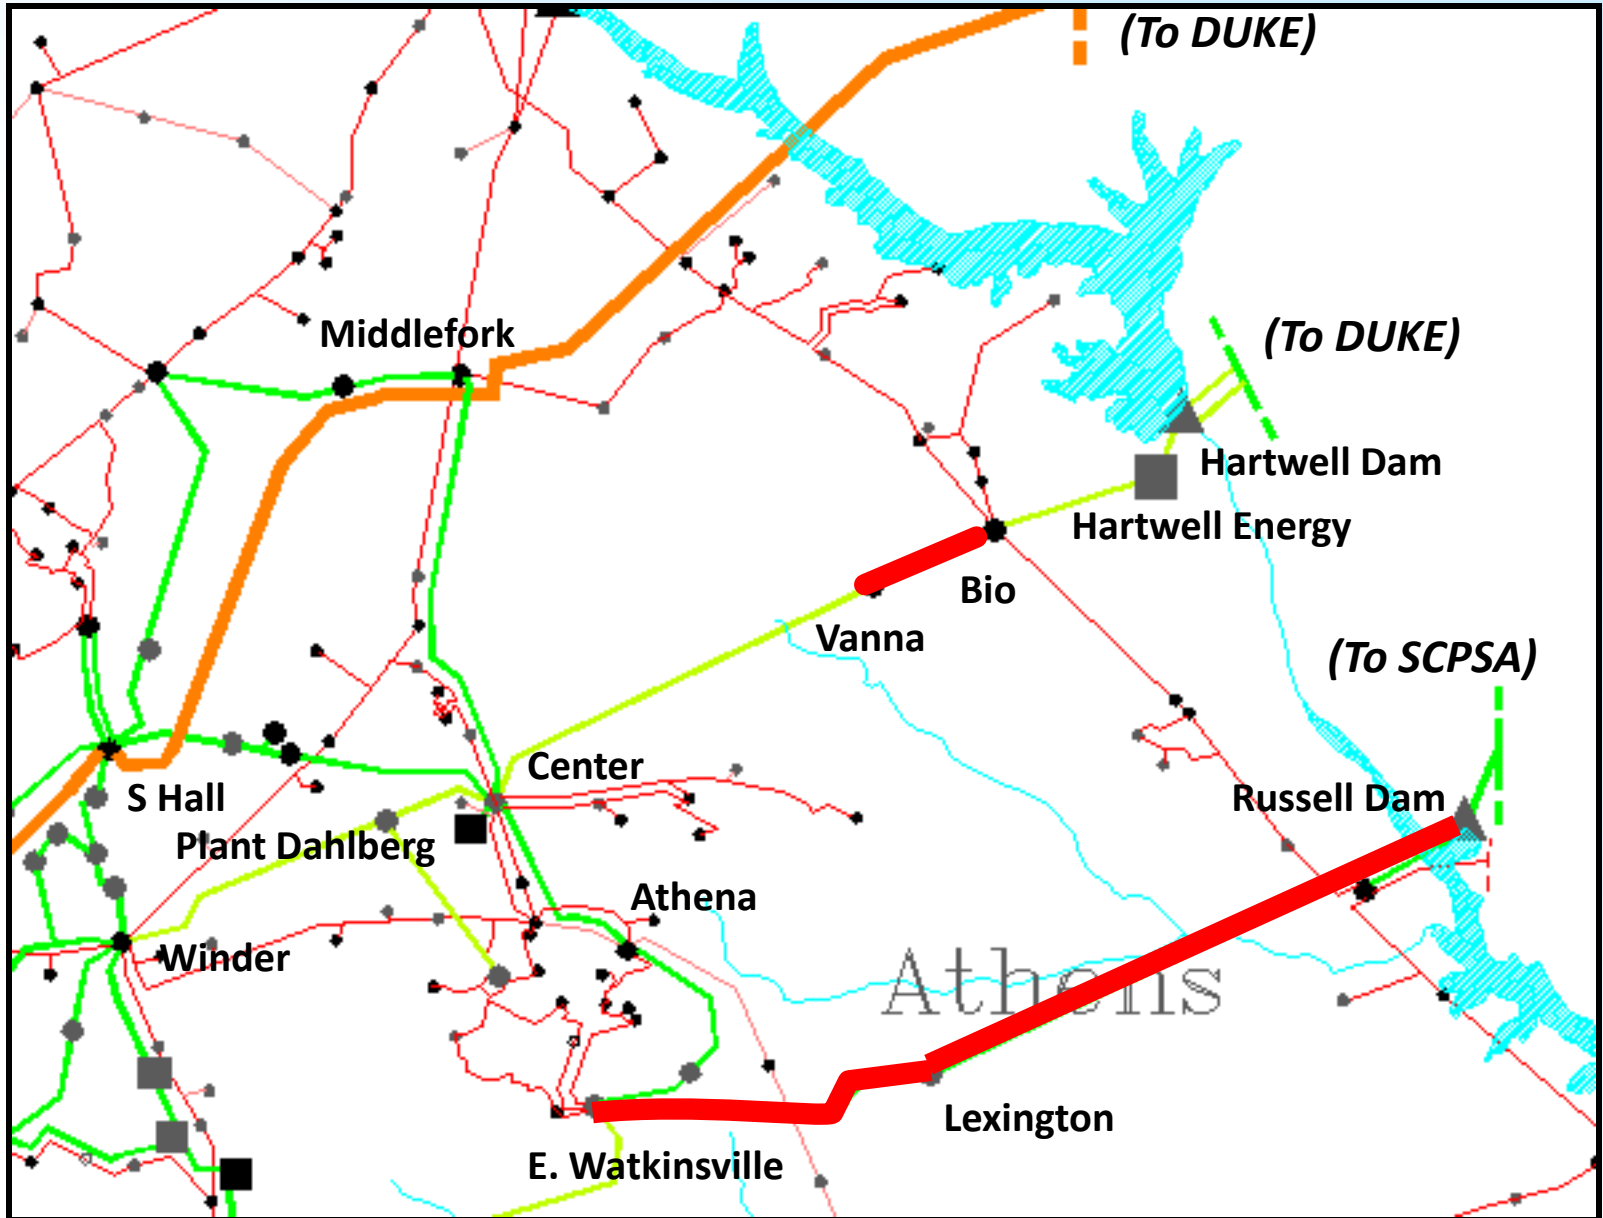 (To DUKE)
Middlefork
(To DUKE)
Hartwell Dam
Hartwell Energy
Bio
Vanna
(To SCPSA)
Center
S Hall
Russell Dam
Plant Dahlberg
Athena
Winder
Athens
Lexington
E. Watkinsville